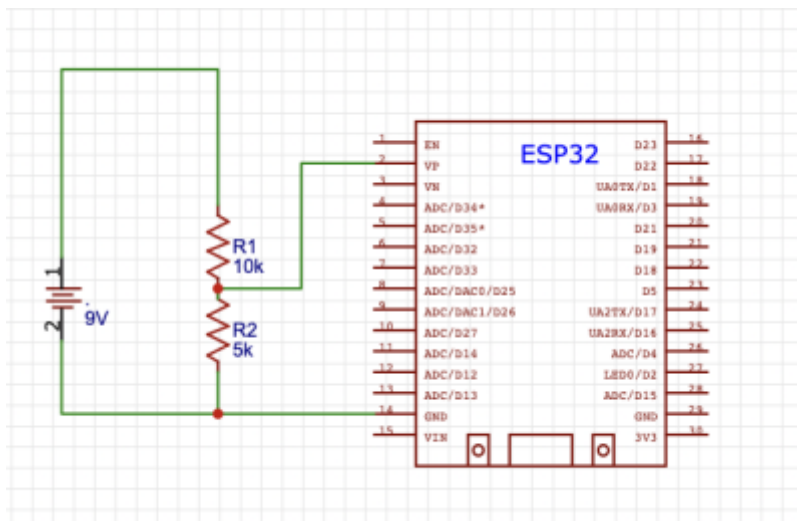 ESP32
1 EN
2 VP
3 VN
4 ADC/D34*
5 ADC/D35*
6 ADC/D32
7 ADC/D33
8 ADC/DAC0/D25
9 ADC/DAC1/D26
10 ADC/D27
11 ADC/D14
12 ADC/D12
13 ADC/D13
14 GND
15 VIN
D23 16
D22 17
UA0TX/D1 18
UA0RX/D3 19
D21 20
D19 21
D18 22
D5 23
UA2TX/D17 24
UA2RX/D16 25
ADC/D4 26
LED0/D2 27
ADC/D15 28
GND 29
3V3 30
R1
10k
R2
5k
1
2
9V